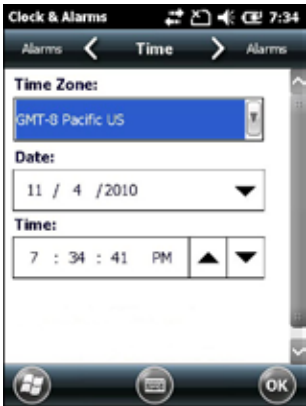 Clock & Alarms 7:34
Alarms Time Alarms
Time Zone:
GMT-8 Pacific US
Date:
11 / 4 /2010
Time:
7 : 34 : 41 PM
OK